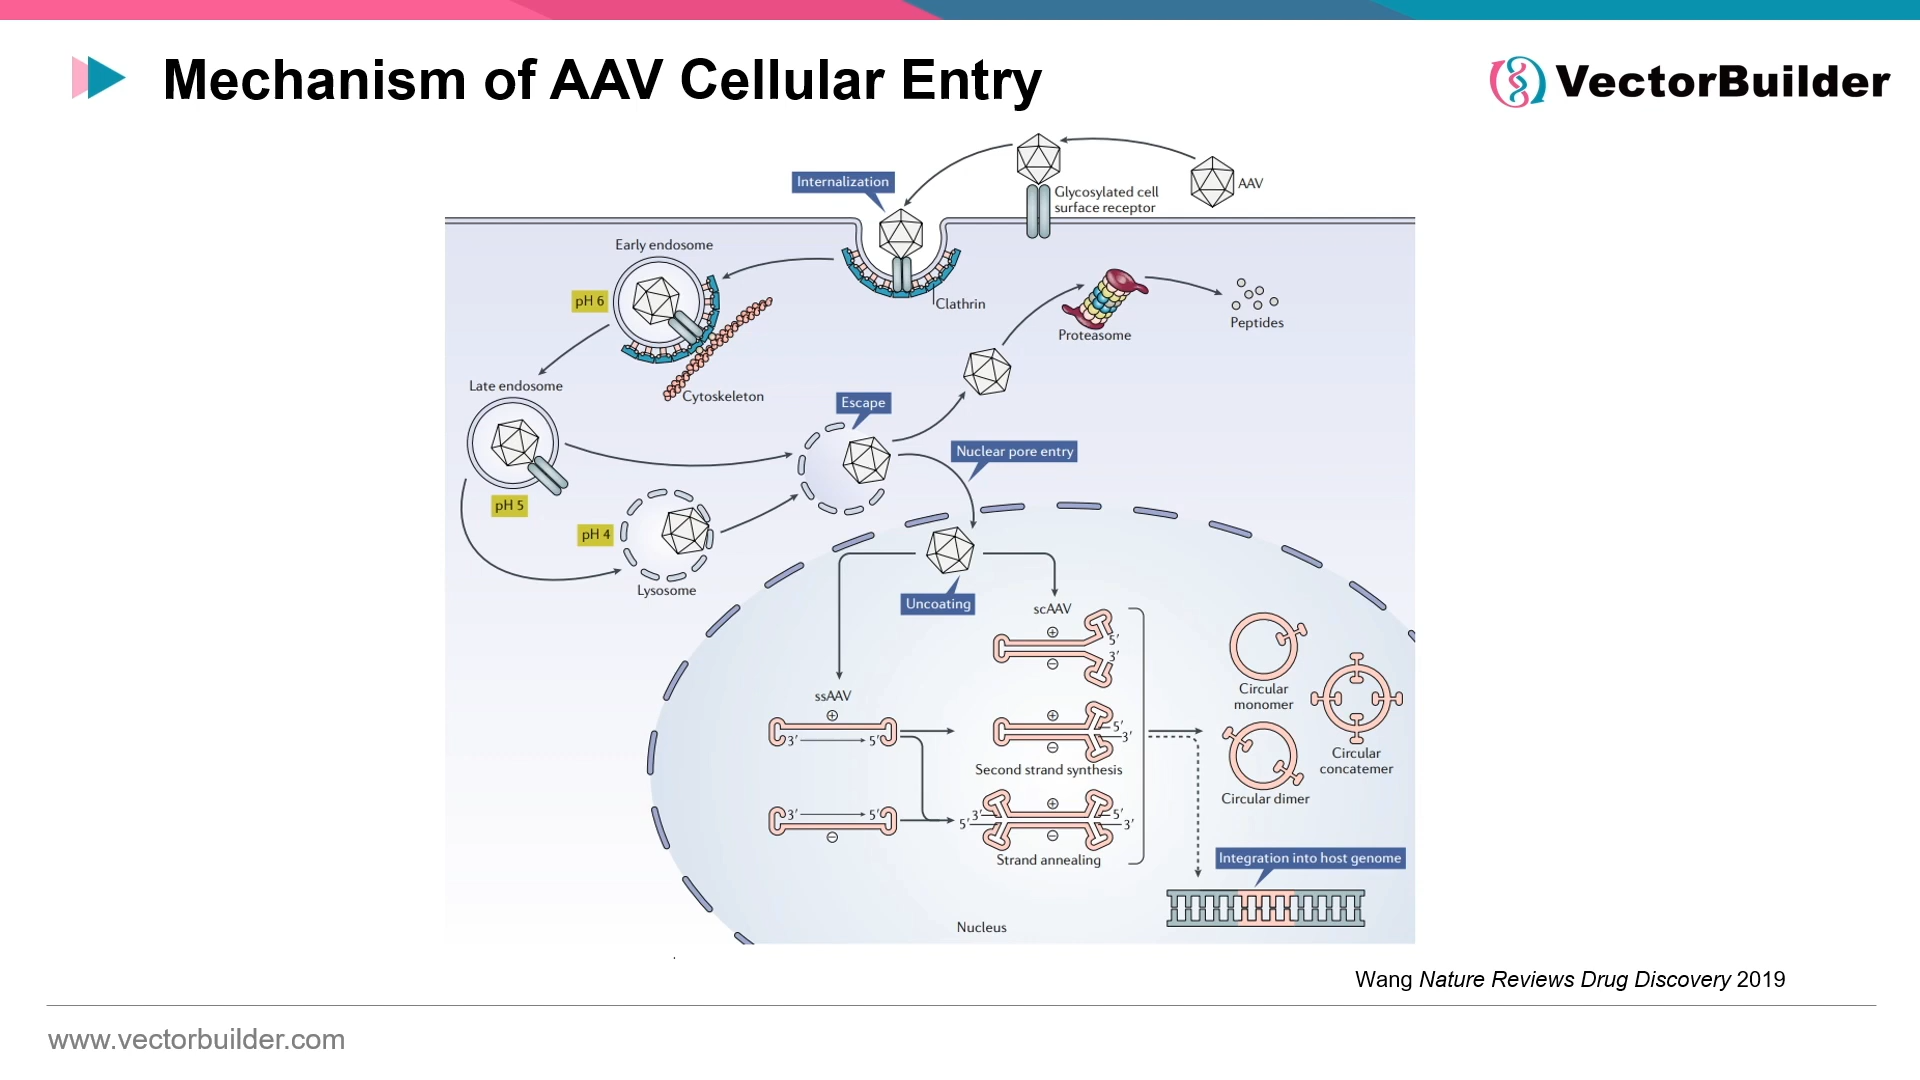 Mechanism of AAV Cellular Entry
VectorBuilder
Internalization
Glycosylated cell
surface receptor
AAV
Early endosome
pH 6
Clathrin
Proteasome
Peptides
Cytoskeleton
Late endosome
pH 5
Escape
Nuclear pore entry
pH 4
Lysosome
Uncoating
scAAV
⊕
5′
3′
⊖
ssAAV
⊕
3′ 5′
⊕
5′
3′
⊖
Second strand synthesis
3′ 5′
⊖
5′ 3′
⊕
5′
3′
⊖
Strand annealing
Circular
monomer
Circular
concatemer
Circular dimer
Integration into host genome
Nucleus
Wang Nature Reviews Drug Discovery 2019
www.vectorbuilder.com